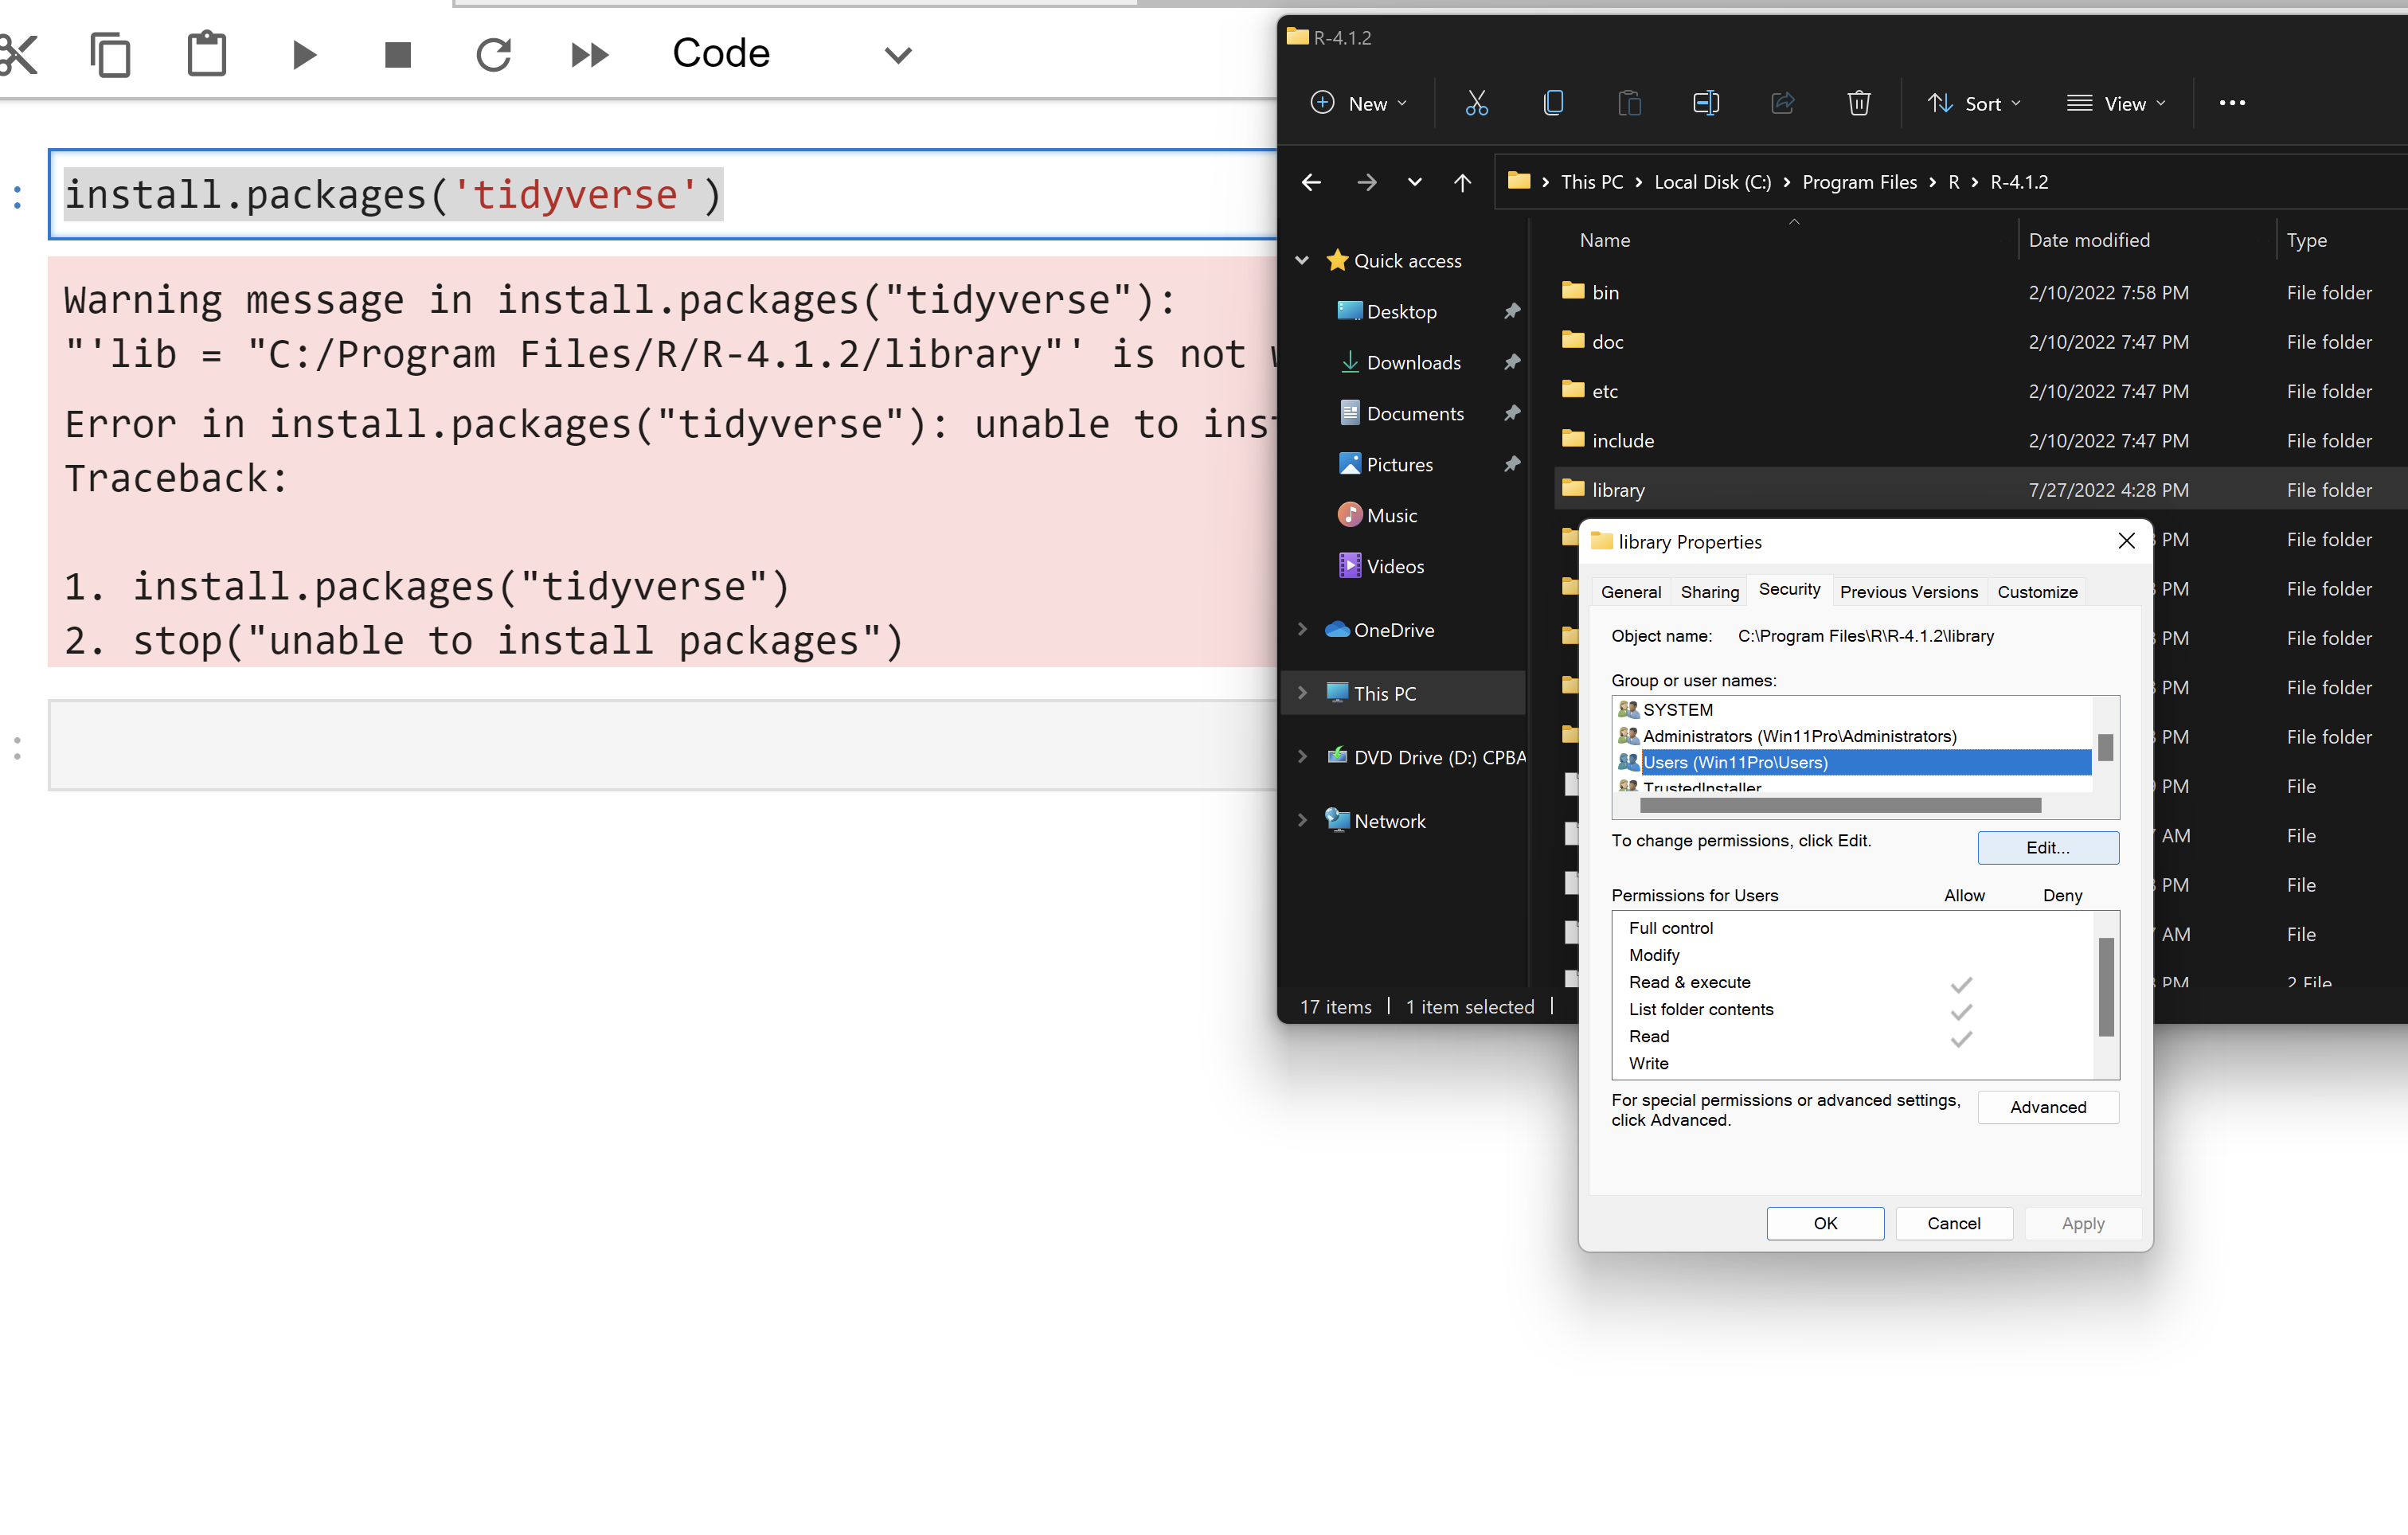 Code
install.packages('tidyverse')
Warning message in install.packages("tidyverse"):
"'lib = "C:/Program Files/R/R-4.1.2/library"' is not
Error in install.packages("tidyverse"): unable to
Traceback:
1. install.packages("tidyverse")
2. stop("unable to install packages")
R-4.1.2
New
Sort
View
This PC › Local Disk (C:) › Program Files › R › R-4.1.2
Name Date modified Type
Quick access
Desktop
Downloads
Documents
Pictures
Music
Videos
OneDrive
This PC
DVD Drive (D:) CPBA
Network
bin 2/10/2022 7:58 PM File folder
doc 2/10/2022 7:47 PM File folder
etc 2/10/2022 7:47 PM File folder
include 2/10/2022 7:47 PM File folder
library 7/27/2022 4:28 PM File folder
PM File folder
PM File folder
PM File folder
PM File folder
PM File folder
PM File
AM File
PM File
AM File
PM 2 File
17 items
1 item selected
library Properties
General Sharing Security Previous Versions Customize
Object name: C:\Program Files\R\R-4.1.2\library
Group or user names:
SYSTEM
Administrators (Win11Pro\Administrators)
Users (Win11Pro\Users)
TrustedInstaller
To change permissions, click Edit.
Edit...
Permissions for Users Allow Deny
Full control
Modify
Read & execute
List folder contents
Read
Write
For special permissions or advanced settings,
click Advanced.
Advanced
OK
Cancel
Apply